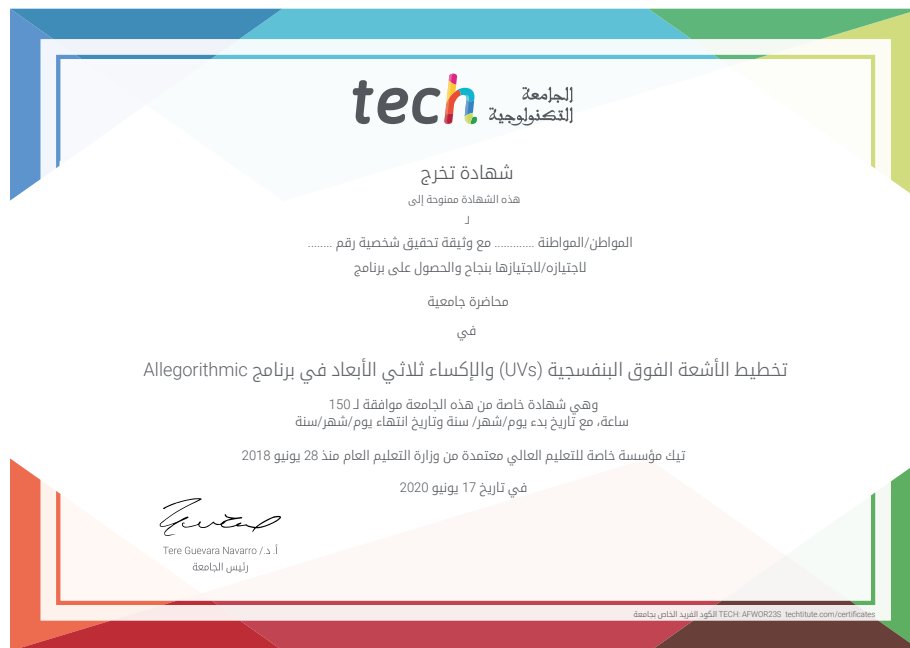 tech الجامعة
التكنولوجية
شهادة تخرج
هذه الشهادة ممنوحة إلى
لـ
المواطن/المواطنة ............ مع وثيقة تحقيق شخصية رقم ........
لاجتيازه/لاجتيازها بنجاح والحصول على برنامج
محاضرة جامعية
في
تخطيط الأشعة الفوق البنفسجية (UVs) والإكساء ثلاثي الأبعاد في برنامج Allegorithmic
وهي شهادة خاصة من هذه الجامعة موافقة لـ 150
ساعة، مع تاريخ بدء يوم/شهر/ سنة وتاريخ انتهاء يوم/شهر/سنة
تيك مؤسسة خاصة للتعليم العالي معتمدة من وزارة التعليم العام منذ 28 يونيو 2018
في تاريخ 17 يونيو 2020
أ. د./ Tere Guevara Navarro
رئيس الجامعة
الكود الفريد الخاص بجامعة TECH: AFWOR23S techtitute.com/certificates